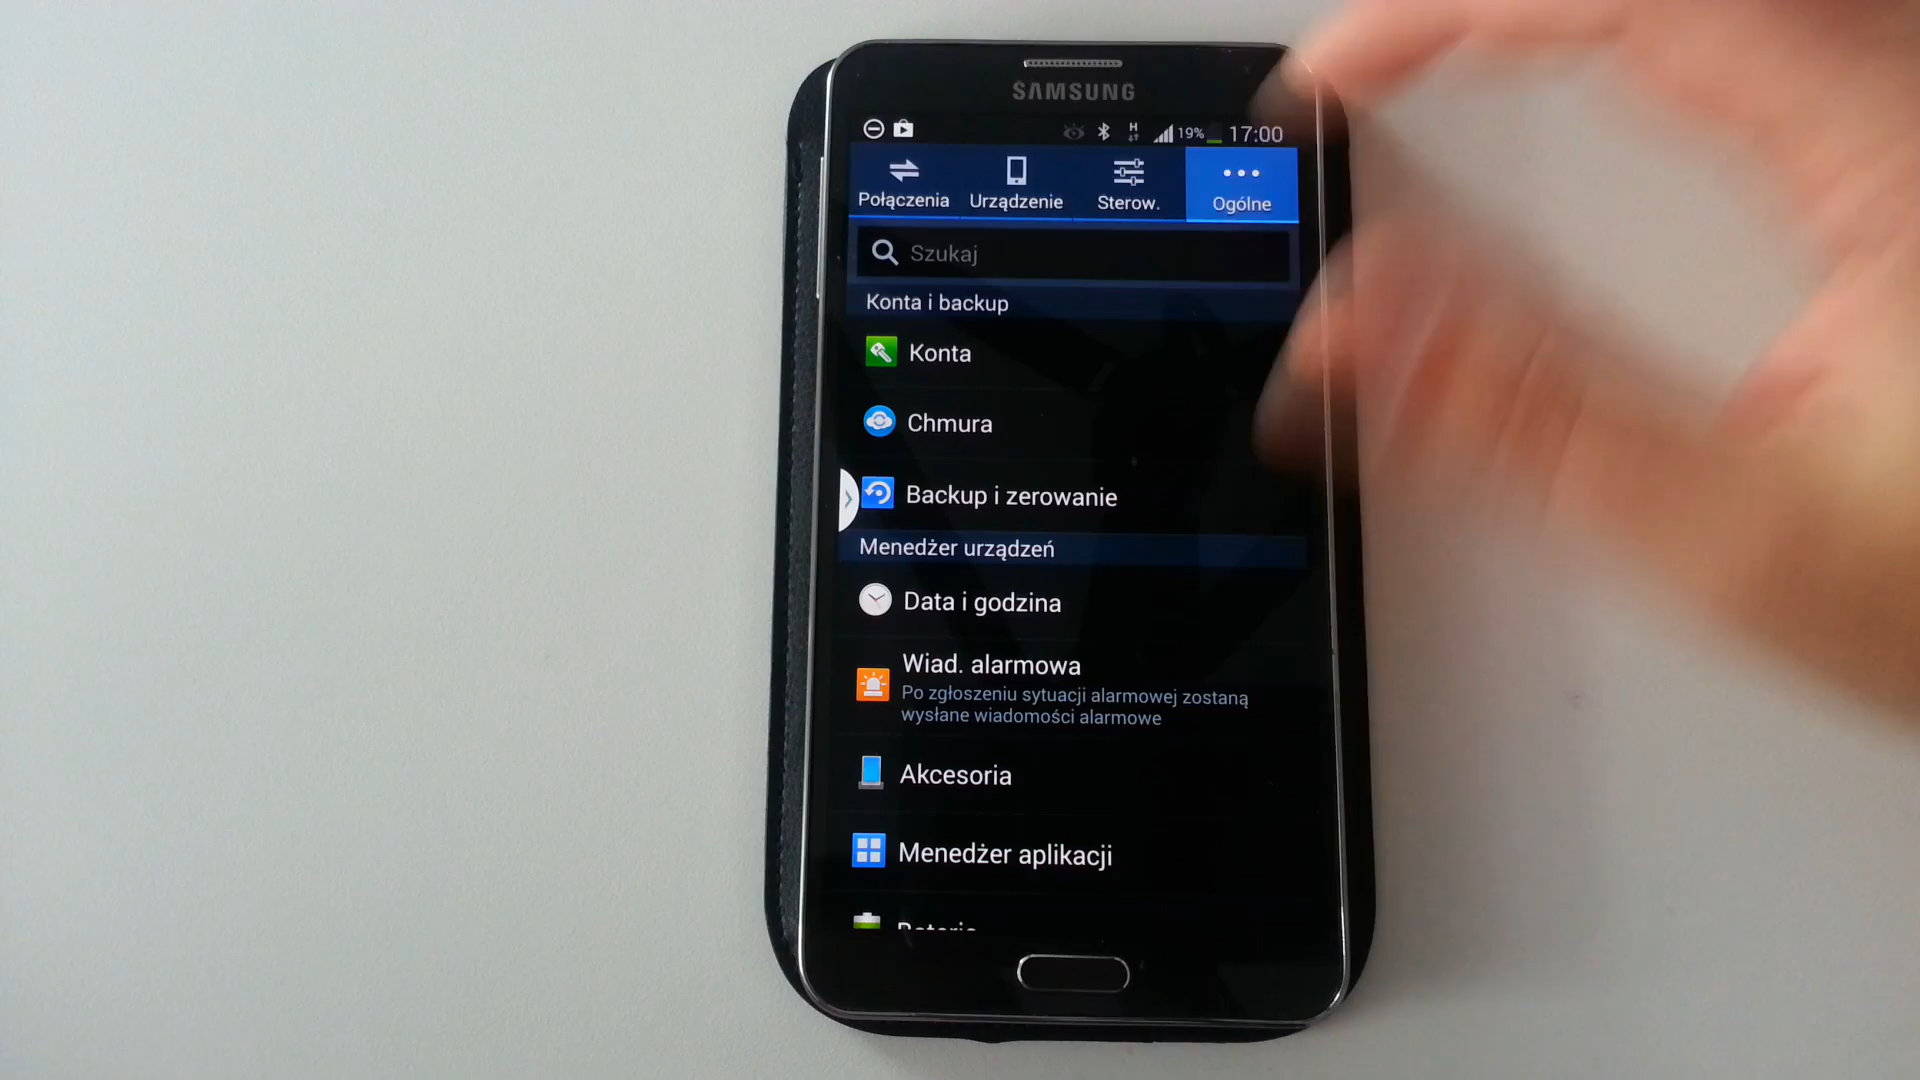 SAMSUNG
H 19% 17:00
Połączenia Urządzenie Sterow. Ogólne
Szukaj
Konta i backup
Konta
Chmura
Backup i zerowanie
Menedżer urządzeń
Data i godzina
Wiad. alarmowa
Po zgłoszeniu sytuacji alarmowej zostaną
wysłane wiadomości alarmowe
Akcesoria
Menedżer aplikacji